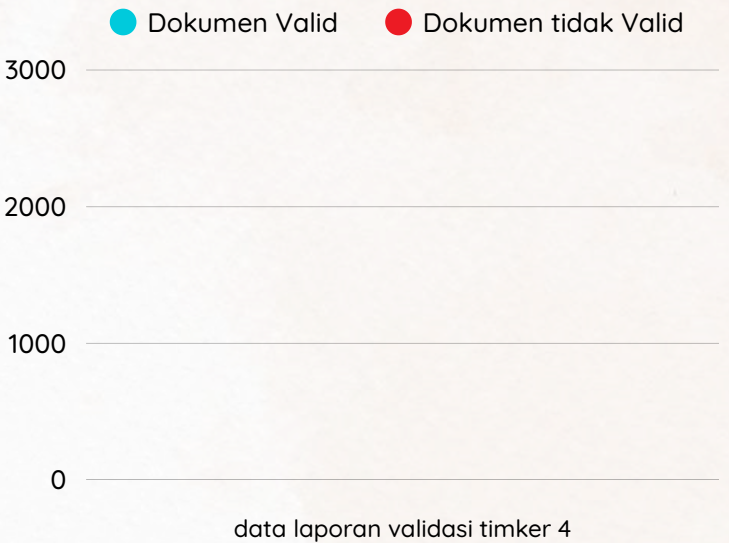 Dokumen Valid Dokumen tidak Valid
3000
2000
1000
0
data laporan validasi timker 4